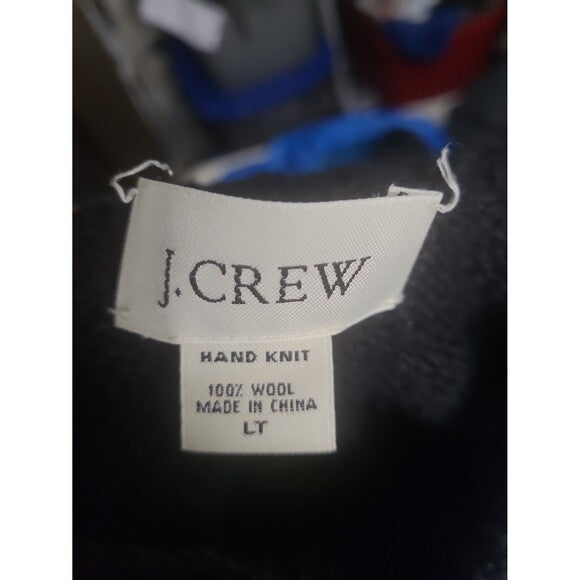 J.CREW
HAND KNIT
100% WOOL
MADE IN CHINA
LT